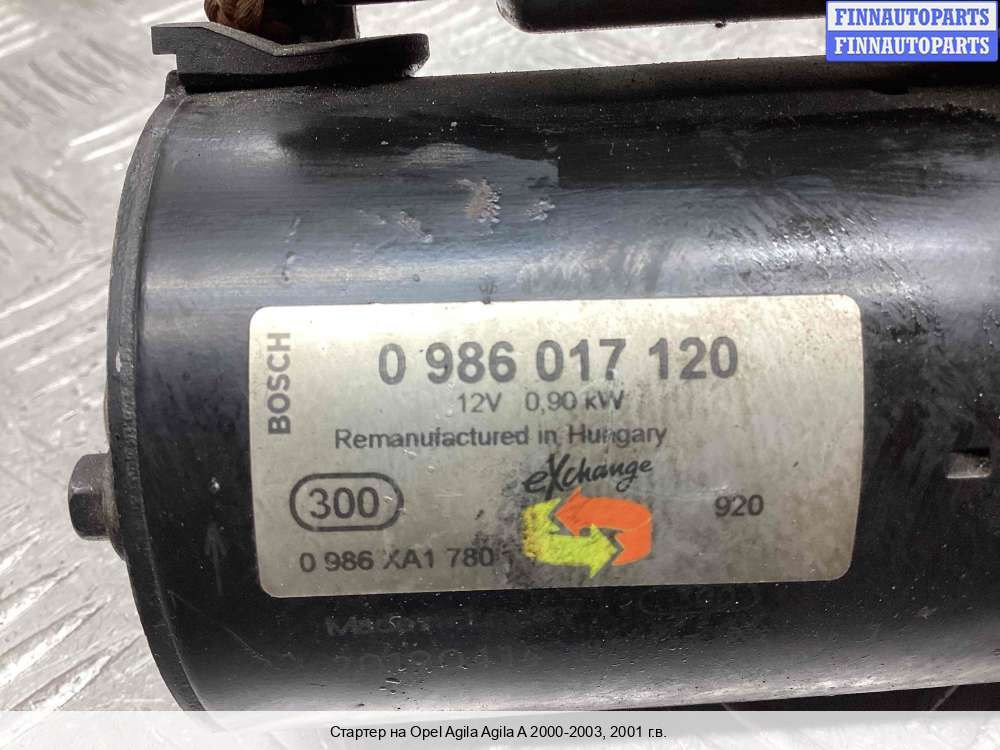 FINNAUTOPARTS
FINNAUTOPARTS
BOSCH
0 986 017 120
12V 0,90 kW
Remanufactured in Hungary
eXchange
300
920
0 986 XA1 780
Стартер на Opel Agila Agila A 2000-2003, 2001 г.в.